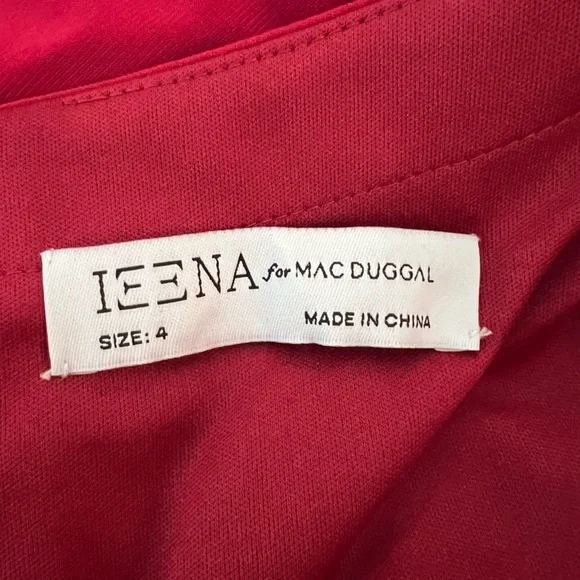 IEENA for MAC DUGGAL
SIZE: 4 MADE IN CHINA